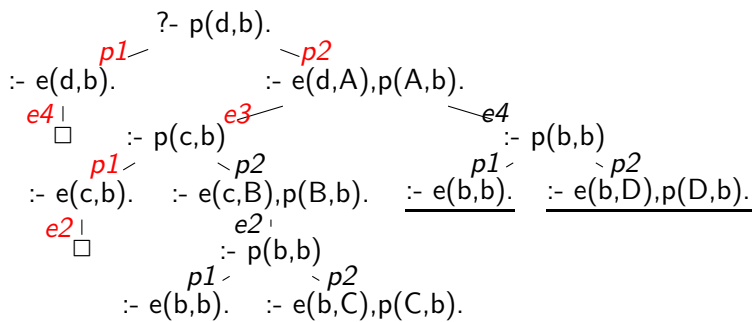 ?- p(d,b).
p1 p2
:- e(d,b). :- e(d,A),p(A,b).
e4 e3 e4
:- p(c,b) :- p(b,b)
p1 p2 p1 p2
:- e(c,b). :- e(c,B),p(B,b). :- e(b,b). :- e(b,D),p(D,b).
e2 e2
:- p(b,b)
p1 p2
:- e(b,b). :- e(b,C),p(C,b).